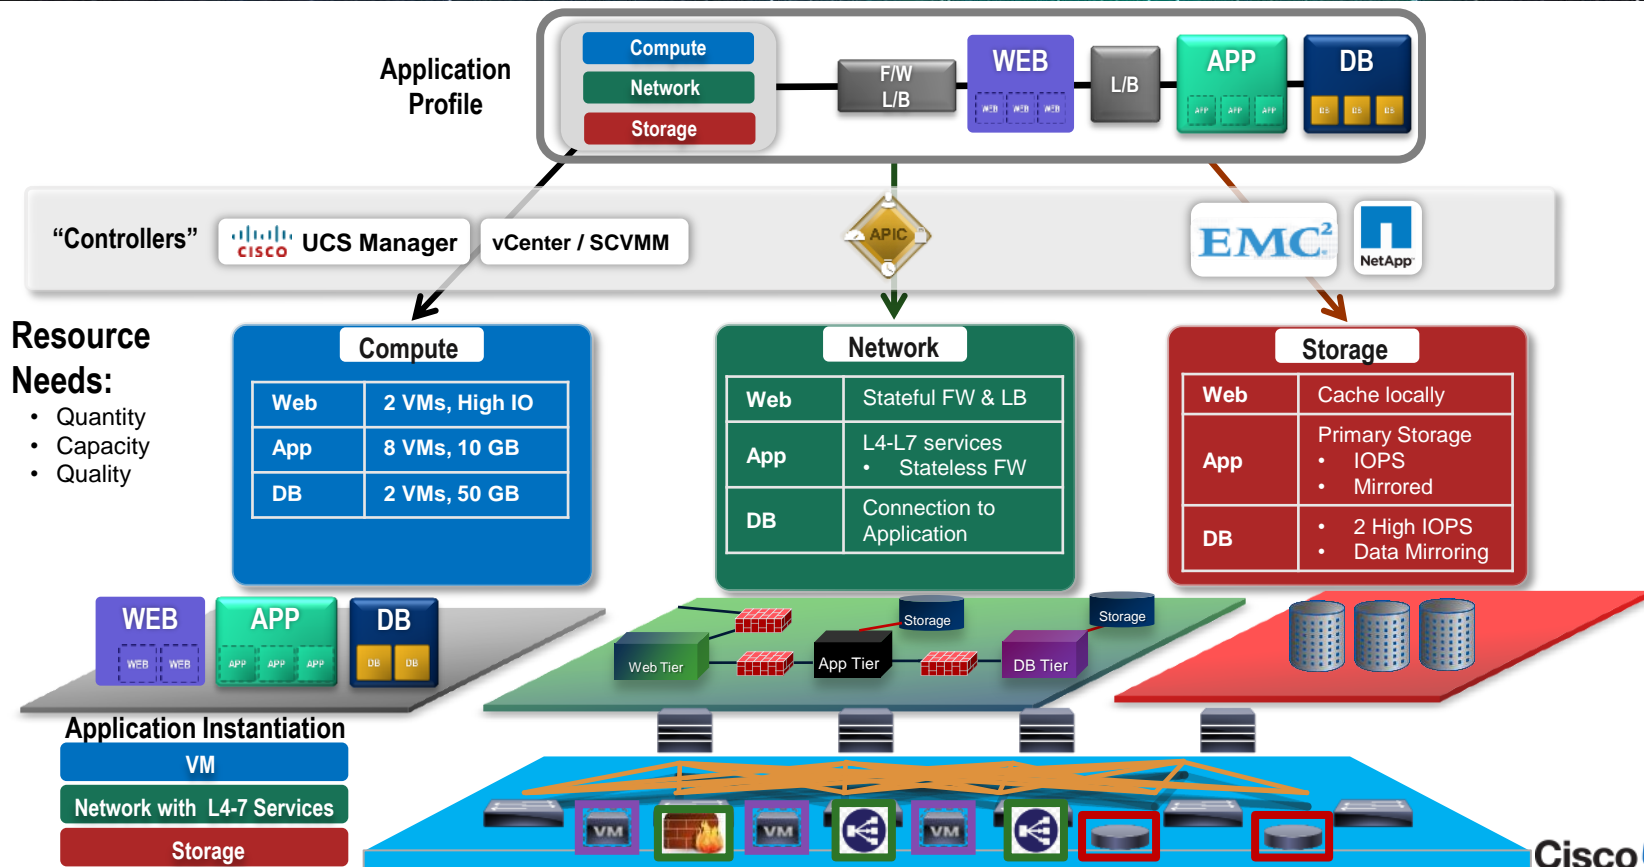 Application
Profile
Compute
Network
Storage
F/W
L/B
WEB
WEB WEB WEB
L/B
APP
APP APP APP
DB
DB DB DB
“Controllers”
CISCO
UCS Manager
vCenter / SCVMM
APIC
EMC²
NetApp
Resource
Needs:
• Quantity
• Capacity
• Quality
Compute
Web 2 VMs, High IO
App 8 VMs, 10 GB
DB 2 VMs, 50 GB
Network
Web Stateful FW & LB
App L4-L7 services
• Stateless FW
DB Connection to
Application
Storage
Web Cache locally
App Primary Storage
• IOPS
• Mirrored
DB • 2 High IOPS
• Data Mirroring
WEB
WEB WEB
APP
APP APP APP
DB
DB DB
Web Tier
App Tier
Storage
DB Tier
Storage
Application Instantiation
VM
Network with L4-7 Services
Storage
VM
VM
VM
Cisco